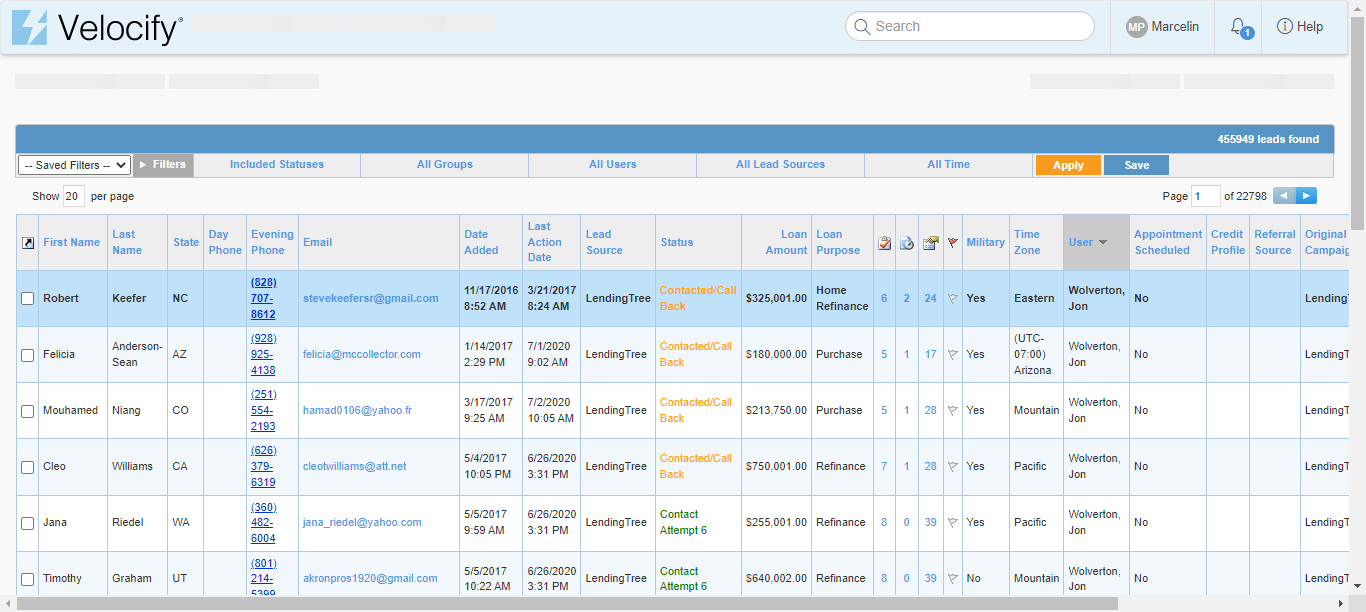 Velocify®
Search
MP Marcelin
1
Help
455949 leads found
-- Saved Filters --
Filters
Included Statuses
All Groups
All Users
All Lead Sources
All Time
Apply
Save
Show 20 per page
Page 1 of 22798
First Name
Last Name
State
Day Phone
Evening Phone
Email
Date Added
Last Action Date
Lead Source
Status
Loan Amount
Loan Purpose
Military
Time Zone
User
Appointment Scheduled
Credit Profile
Referral Source
Original Campaig
Robert Keefer NC (828) 707-8612 stevekeefersr@gmail.com 11/17/2016 8:52 AM 3/21/2017 8:24 AM LendingTree Contacted/Call Back $325,001.00 Home Refinance 6 2 24 Yes Eastern Wolverton, Jon No LendingT
Felicia Anderson-Sean AZ (928) 925-4138 felicia@mccollector.com 1/14/2017 2:29 PM 7/1/2020 9:02 AM LendingTree Contacted/Call Back $180,000.00 Purchase 5 1 17 Yes (UTC-07:00) Arizona Wolverton, Jon No LendingT
Mouhamed Niang CO (251) 554-2193 hamad0106@yahoo.fr 3/17/2017 9:25 AM 7/2/2020 10:05 AM LendingTree Contacted/Call Back $213,750.00 Purchase 5 1 28 Yes Mountain Wolverton, Jon No LendingT
Cleo Williams CA (626) 379-6319 cleotwilliams@att.net 5/4/2017 10:05 PM 6/26/2020 3:31 PM LendingTree Contacted/Call Back $750,001.00 Refinance 7 1 28 Yes Pacific Wolverton, Jon No LendingT
Jana Riedel WA (360) 482-6004 jana_riedel@yahoo.com 5/5/2017 9:59 AM 6/26/2020 3:31 PM LendingTree Contact Attempt 6 $255,001.00 Refinance 8 0 39 Yes Pacific Wolverton, Jon No LendingT
Timothy Graham UT (801) 214-5399 akronpros1920@gmail.com 5/5/2017 10:22 AM 6/26/2020 3:31 PM LendingTree Contact Attempt 6 $640,002.00 Refinance 8 0 39 No Mountain Wolverton, Jon No LendingT